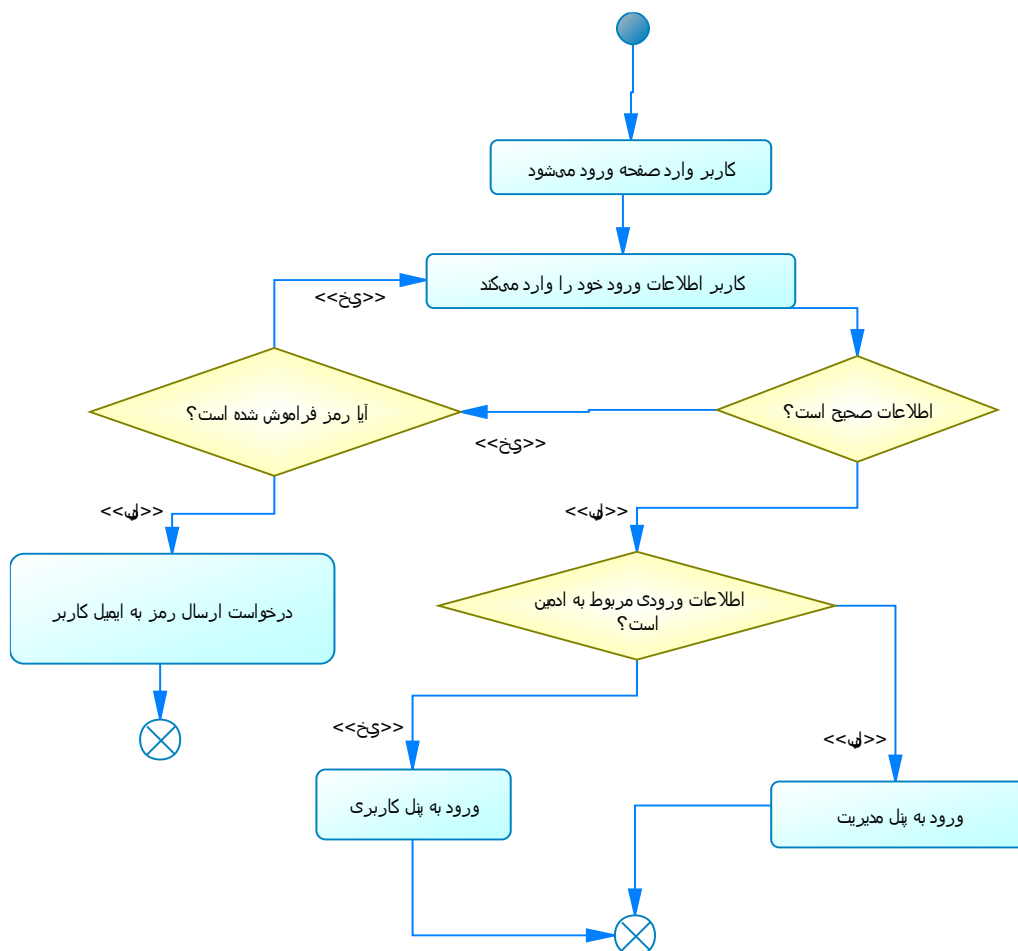 کاربر وارد صفحه ورود می‌شود
کاربر اطلاعات ورود خود را وارد می‌کند
<<خیر>>
آیا رمز فراموش شده است؟
اطلاعات صحیح است؟
<<خیر>>
<<بله>>
<<بله>>
درخواست ارسال رمز به ایمیل کاربر
اطلاعات ورودی مربوط به ادمین
است؟
<<خیر>>
<<بله>>
ورود به پنل کاربری
ورود به پنل مدیریت